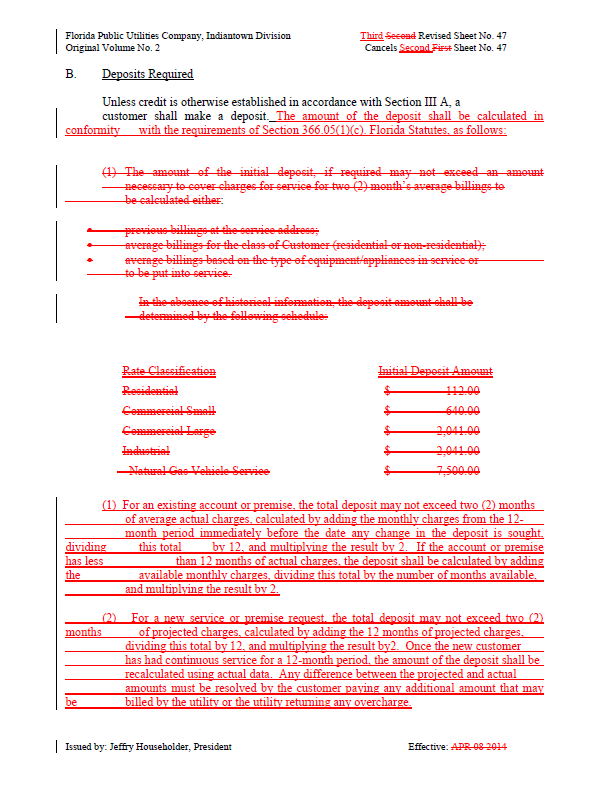 Florida Public Utilities Company, Indiantown Division Third Second Revised Sheet No. 47
Original Volume No. 2 Cancels Second First Sheet No. 47
B. Deposits Required
Unless credit is otherwise established in accordance with Section III A, a
customer shall make a deposit. The amount of the deposit shall be calculated in
conformity with the requirements of Section 366.05(1)(c). Florida Statutes, as follows:
(1) The amount of the initial deposit, if required may not exceed an amount
necessary to cover charges for service for two (2) month's average billings to
be calculated either:
• previous billings at the service address;
• average billings for the class of Customer (residential or non-residential);
• average billings based on the type of equipment/appliances in service or
to be put into service.
In the absence of historical information, the deposit amount shall be
determined by the following schedule:
Rate Classification Initial Deposit Amount
Residential $ 112.00
Commercial Small $ 640.00
Commercial Large $ 2,041.00
Industrial $ 2,041.00
Natural Gas Vehicle Service $ 7,500.00
(1) For an existing account or premise, the total deposit may not exceed two (2) months
of average actual charges, calculated by adding the monthly charges from the 12-
month period immediately before the date any change in the deposit is sought,
dividing this total by 12, and multiplying the result by 2. If the account or premise
has less than 12 months of actual charges, the deposit shall be calculated by adding
the available monthly charges, dividing this total by the number of months available,
and multiplying the result by 2.
(2) For a new service or premise request, the total deposit may not exceed two (2)
months of projected charges, calculated by adding the 12 months of projected charges,
dividing this total by 12, and multiplying the result by2. Once the new customer
has had continuous service for a 12-month period, the amount of the deposit shall be
recalculated using actual data. Any difference between the projected and actual
amounts must be resolved by the customer paying any additional amount that may
be billed by the utility or the utility returning any overcharge.
Issued by: Jeffry Householder, President Effective: APR 08 2014